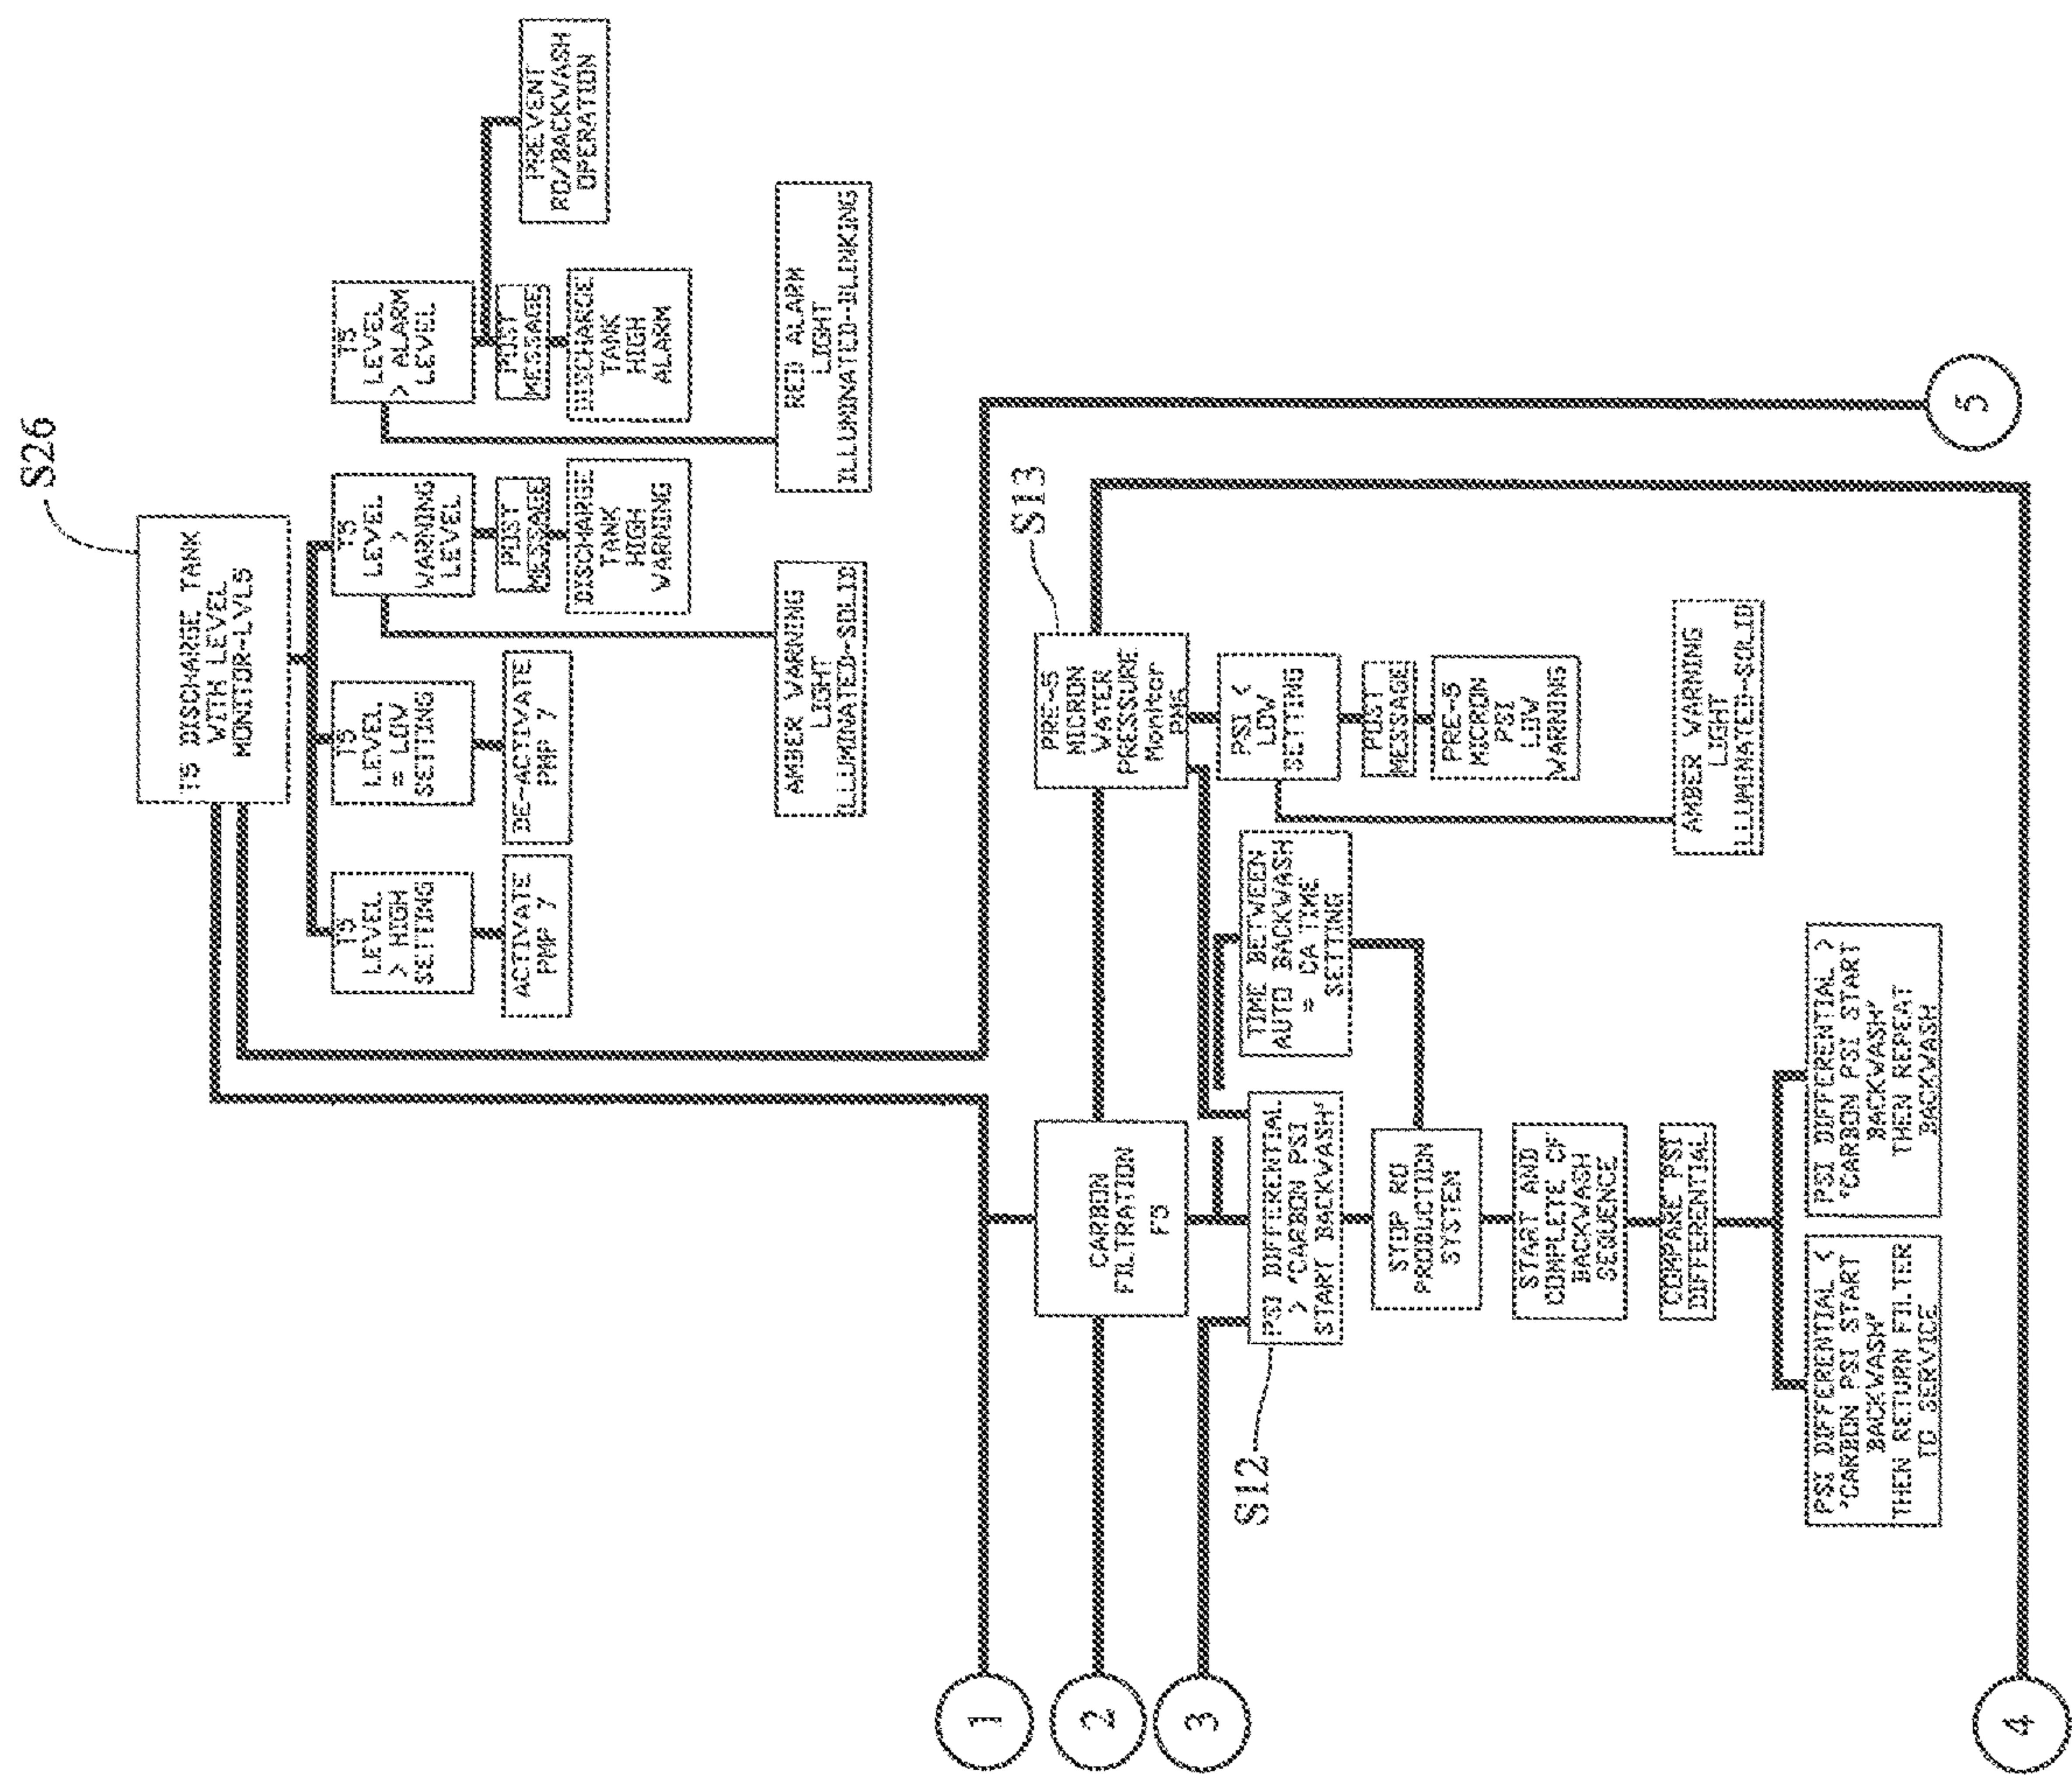 S26
T5 DISCHARGE TANK
WITH LEVEL
MONITOR-LVL5
T5
LEVEL
> HIGH
SETTING
ACTIVATE
PMP 7
T5
LEVEL
= LOW
SETTING
DE-ACTIVATE
PMP 7
T5
LEVEL
>
WARNING
LEVEL
POST
MESSAGE
DISCHARGE
TANK
HIGH
WARNING
AMBER WARNING
LIGHT
ILLUMINATED-SOLID
T5
LEVEL
> ALARM
LEVEL
POST
MESSAGE
DISCHARGE
TANK
HIGH
ALARM
RED ALARM
LIGHT
ILLUMINATED-BLINKING
PREVENT
RO/BACKWASH
OPERATION
1
2
3
CARBON
FILTRATION
F3
S12
PSI DIFFERENTIAL
> 'CARBON PSI
START BACKWASH'
STOP RO
PRODUCTION
SYSTEM
START AND
COMPLETE CF
BACKWASH
SEQUENCE
COMPARE PSI
DIFFERENTIAL
PSI DIFFERENTIAL <
'CARBON PSI START
BACKWASH'
THEN RETURN FILTER
TO SERVICE
PSI DIFFERENTIAL >
'CARBON PSI START
BACKWASH'
THEN REPEAT
BACKWASH
TIME BETWEEN
AUTO BACKWASH
= CA TIME
SETTING
S13
PRE-5
MICRON
WATER
PRESSURE
Monitor
PM6
PSI <
LOW
SETTING
POST
MESSAGE
PRE-5
MICRON
PSI
LOW
WARNING
AMBER WARNING
LIGHT
ILLUMINATED-SOLID
4
5